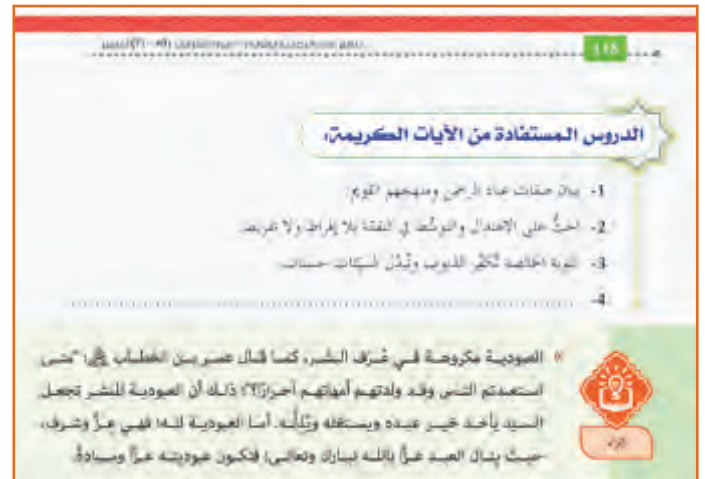 118
الدروس المستفادة من الآيات الكريمة:
1- بيان صفات عباد الرحمن ومنهجهم القويم.
2- الحثُّ على الاعتدال والتوسُّط في النفقة بلا إفراط ولا تفريط.
3- التوبة الخالصة تُكفِّر الذنوب وتُبدِّل السيّئات حسنات.
4- ........................................
» العبودية مكروهة في عُرف البشر، كما قال عمر بن الخطاب ﷺ: "متى
استعبدتم الناس وقد ولدتهم أمهاتهم أحرارًا؟"؛ ذلك أن العبودية للبشر تجعل
السيد يأخذ خير عبده ويستغله ويُذلُّه. أما العبودية لله؛ فهي عزٌّ وشرف،
حيث ينال العبد عزًّا بالله تبارك وتعالى؛ فتكون عبوديته عزًّا وسيادةً.